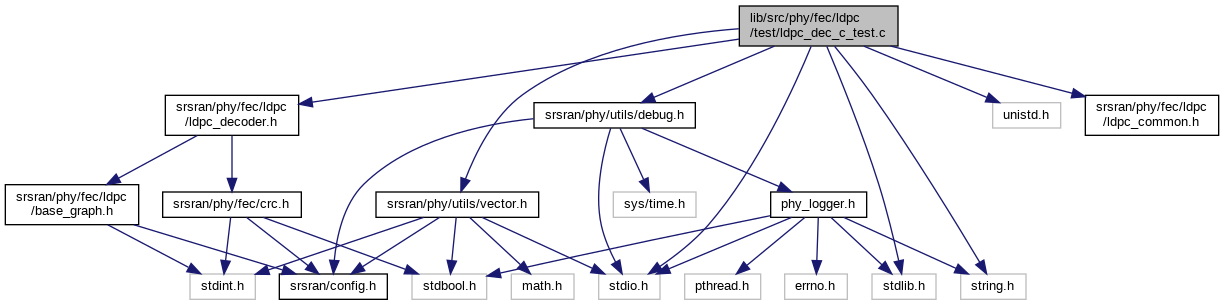 lib/src/phy/fec/ldpc
/test/ldpc_dec_c_test.c
srsran/phy/fec/ldpc
/ldpc_decoder.h
srsran/phy/utils/debug.h
unistd.h
srsran/phy/fec/ldpc
/ldpc_common.h
srsran/phy/fec/ldpc
/base_graph.h
srsran/phy/fec/crc.h
srsran/phy/utils/vector.h
sys/time.h
phy_logger.h
stdint.h
srsran/config.h
stdbool.h
math.h
stdio.h
pthread.h
errno.h
stdlib.h
string.h